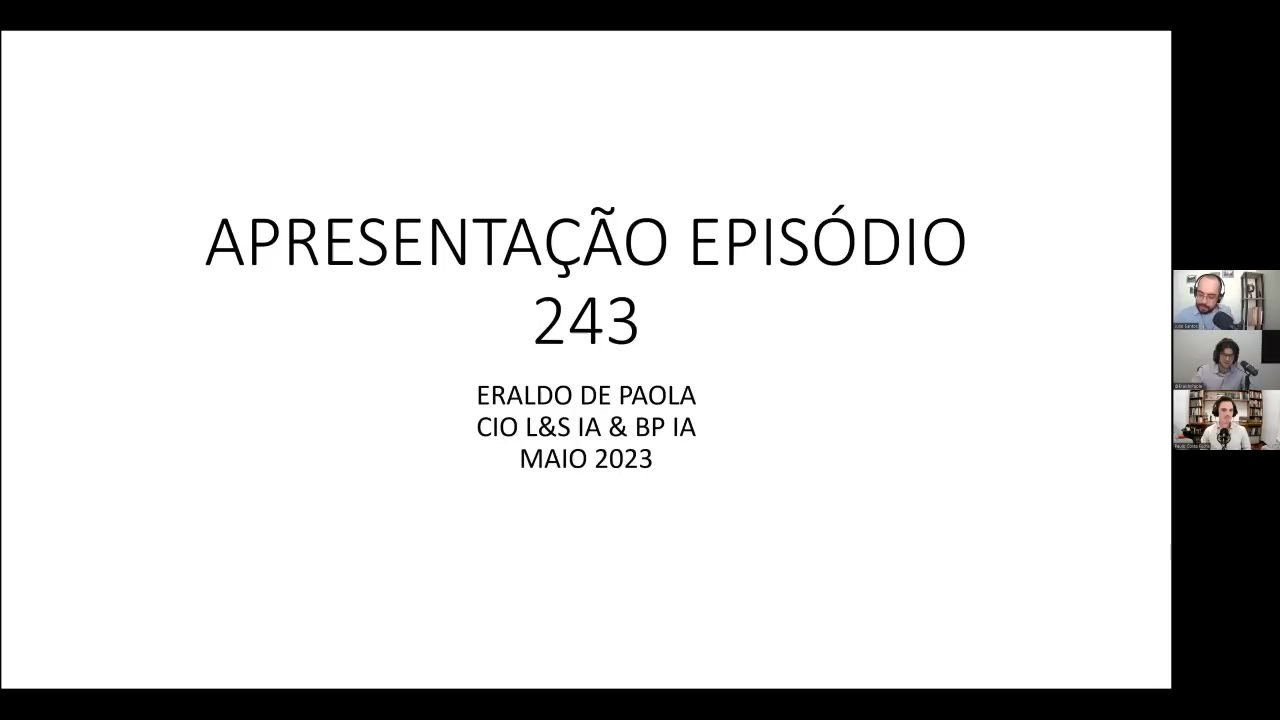 APRESENTAÇÃO EPISÓDIO
243
ERALDO DE PAOLA
CIO L&S IA & BP IA
MAIO 2023